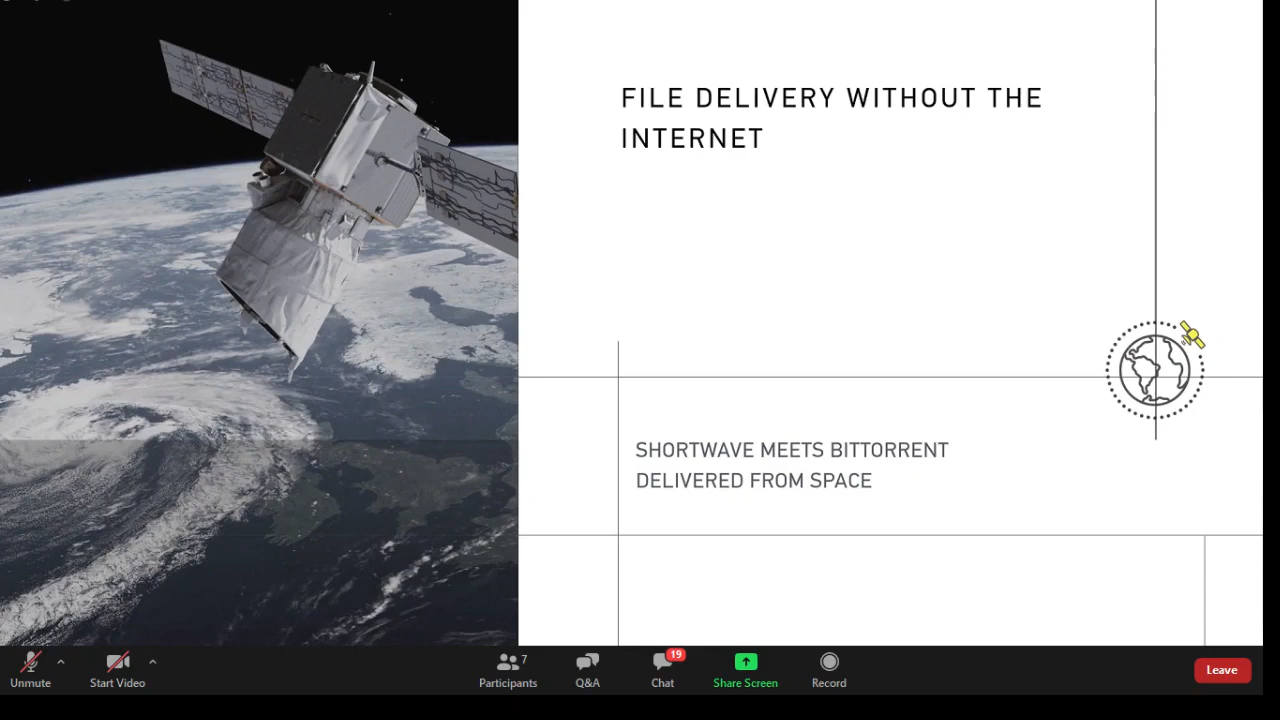 FILE DELIVERY WITHOUT THE
INTERNET
SHORTWAVE MEETS BITTORRENT
DELIVERED FROM SPACE
Unmute
Start Video
7
Participants
Q&A
19
Chat
Share Screen
Record
Leave